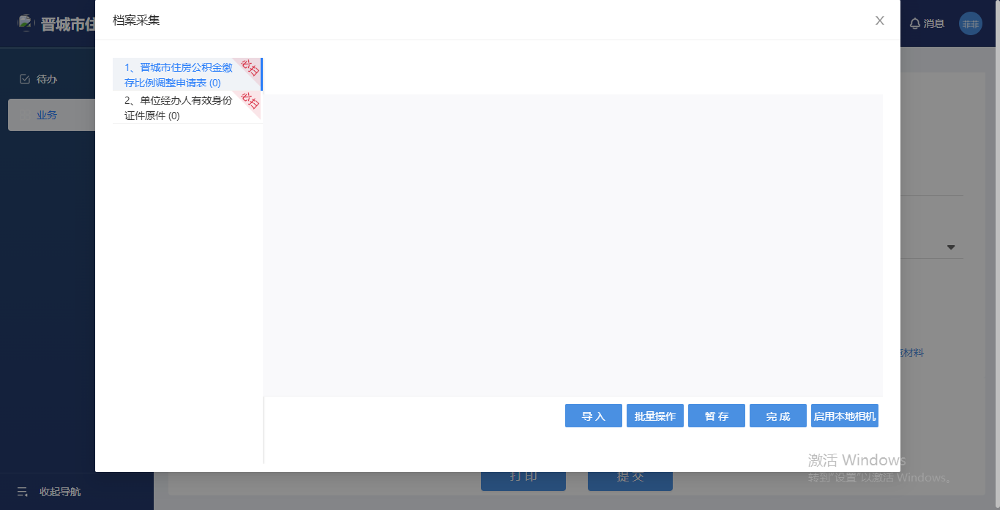 晋城市住
消息
菲菲
待办
业务
收起导航
档案采集
X
1、晋城市住房公积金缴
存比例调整申请表 (0)
必扫
2、单位经办人有效身份
证件原件 (0)
必扫
材料
导 入
批量操作
暂 存
完 成
启用本地相机
打 印
提 交
激活 Windows
转到"设置"以激活 Windows。